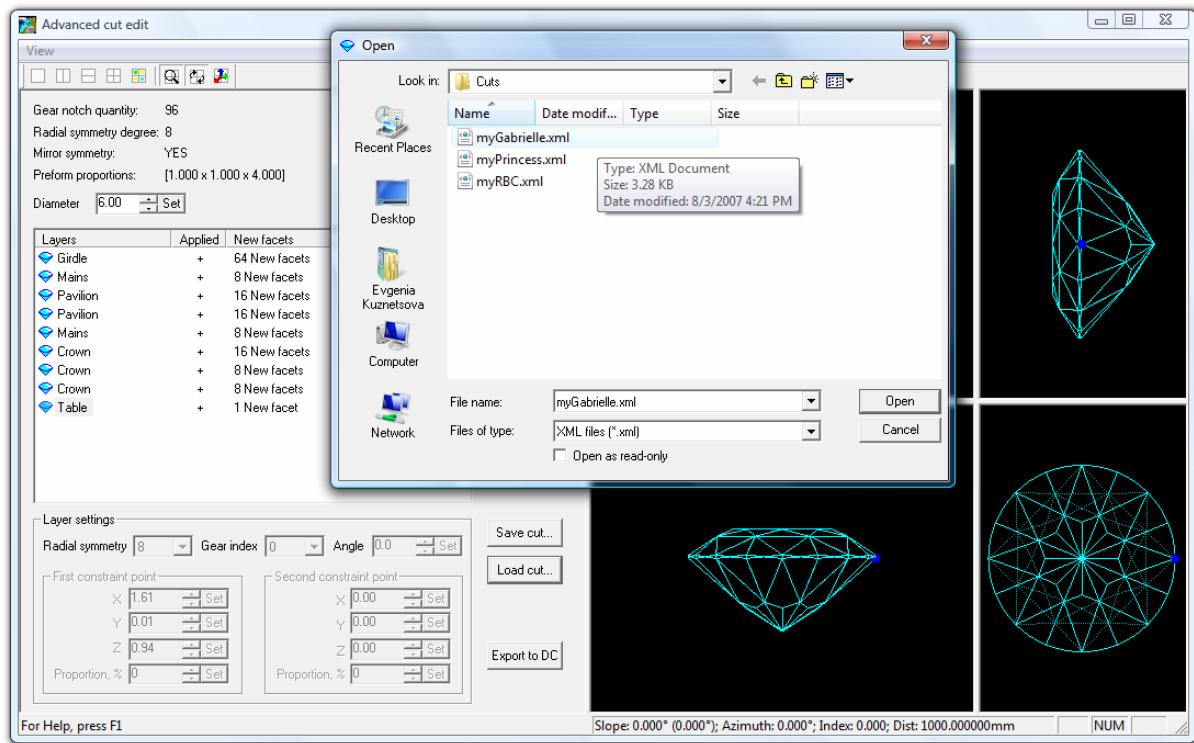 Advanced cut edit
View
Gear notch quantity: 96
Radial symmetry degree: 8
Mirror symmetry: YES
Preform proportions: [1.000 x 1.000 x 4.000]
Diameter 6.00 Set
Layers Applied New facets
Girdle + 64 New facets
Mains + 8 New facets
Pavilion + 16 New facets
Pavilion + 16 New facets
Mains + 8 New facets
Crown + 16 New facets
Crown + 8 New facets
Crown + 8 New facets
Table + 1 New facet
Open
Look in: Cuts
Recent Places
Desktop
Evgenia
Kuznetsova
Computer
Network
Name Date modif... Type Size
myGabrielle.xml
myPrincess.xml
myRBC.xml
Type: XML Document
Size: 3.28 KB
Date modified: 8/3/2007 4:21 PM
File name: myGabrielle.xml Open
Files of type: XML files (*.xml) Cancel
Open as read-only
Layer settings
Radial symmetry 8 Gear index 0 Angle 0.0 Set
First constraint point
X 1.61 Set
Y 0.01 Set
Z 0.94 Set
Proportion, % 0 Set
Second constraint point
X 0.00 Set
Y 0.00 Set
Z 0.00 Set
Proportion, % 0 Set
Save cut...
Load cut...
Export to DC
For Help, press F1
Slope: 0.000° (0.000°); Azimuth: 0.000°; Index: 0.000; Dist: 1000.000000mm NUM